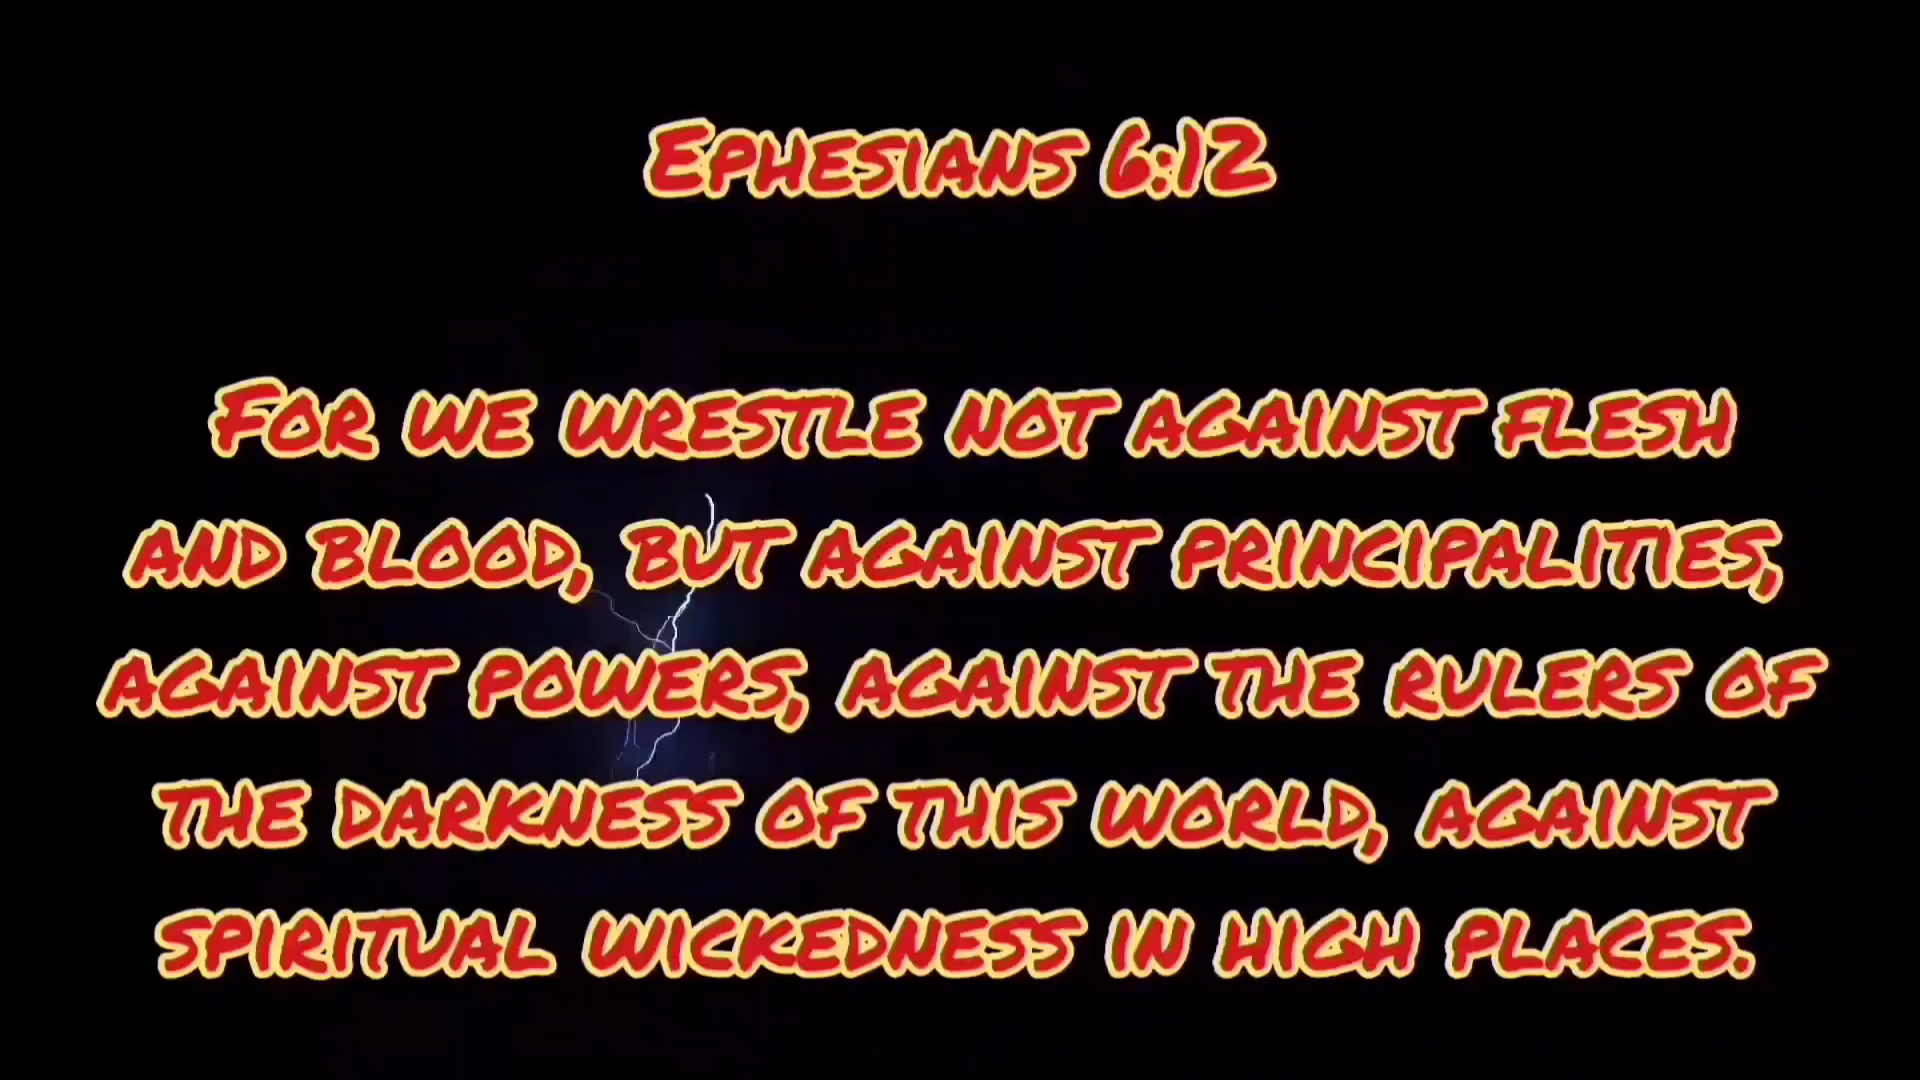 Ephesians 6:12
For we wrestle not against flesh
and blood, but against principalities,
against powers, against the rulers of
the darkness of this world, against
spiritual wickedness in high places.